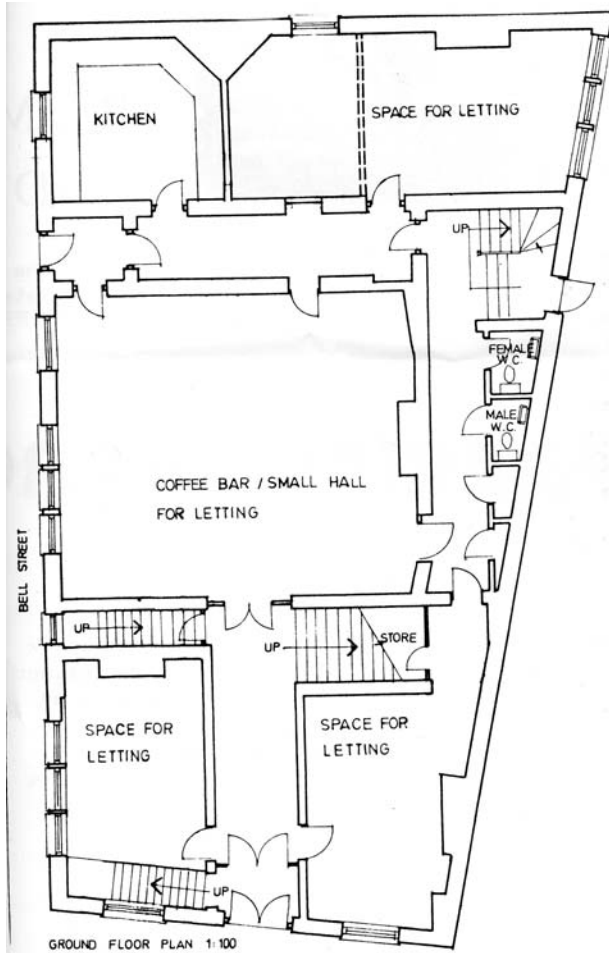 KITCHEN
SPACE FOR LETTING
UP
FEMALE
W.C.
MALE
W.C.
COFFEE BAR / SMALL HALL
FOR LETTING
BELL STREET
UP
UP
STORE
SPACE FOR
LETTING
SPACE FOR
LETTING
UP
GROUND FLOOR PLAN 1:100